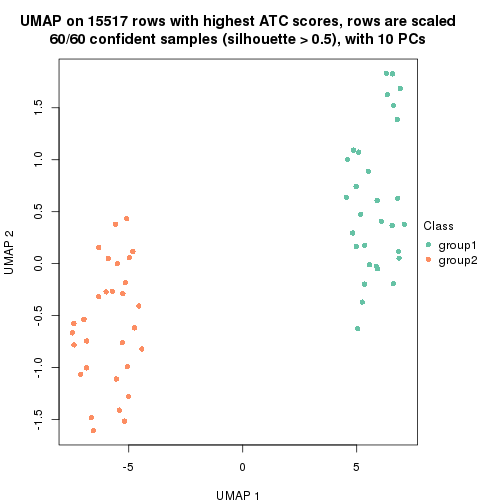 UMAP on 15517 rows with highest ATC scores, rows are scaled
60/60 confident samples (silhouette > 0.5), with 10 PCs
UMAP 2
1.5
1.0
0.5
0.0
-0.5
-1.0
-1.5
-5
0
5
UMAP 1
Class
group1
group2